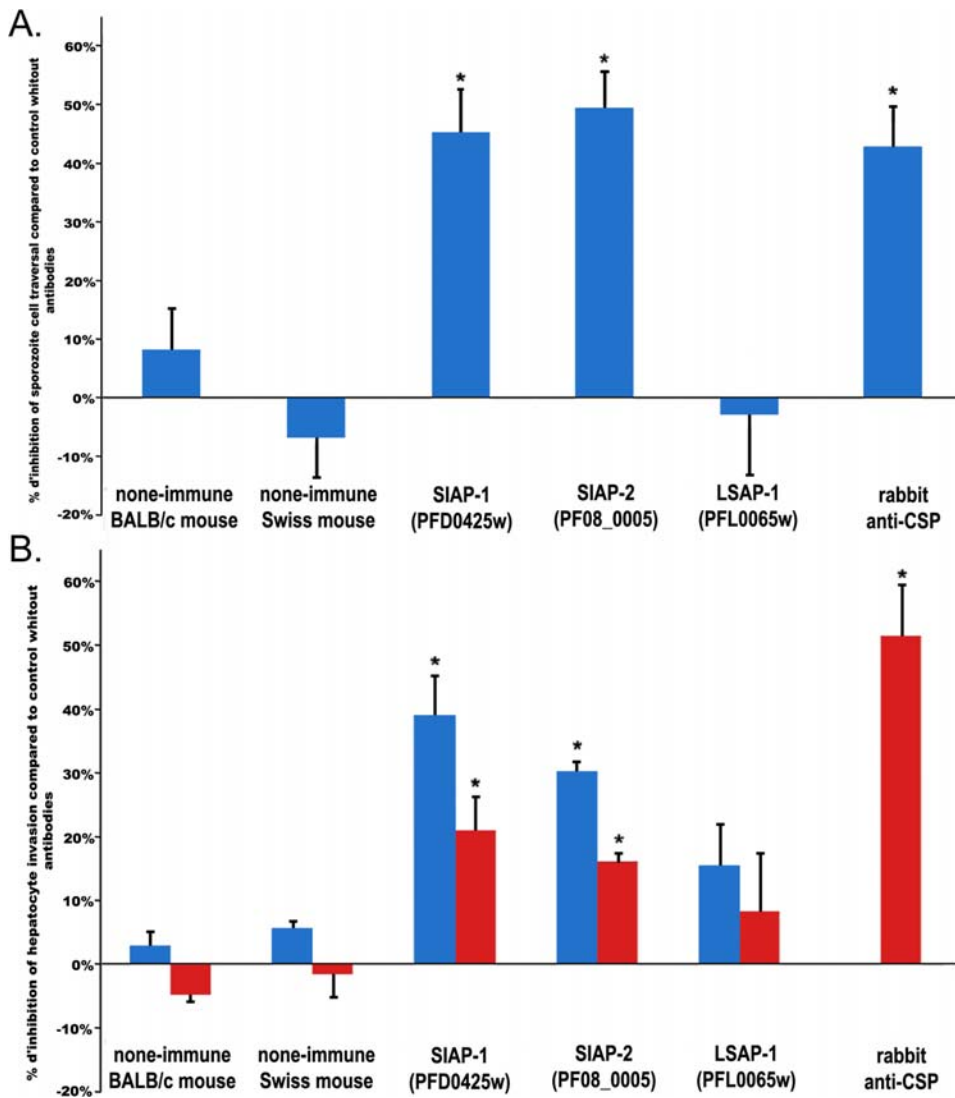 A.
% d'inhibition of sporozoite cell traversal compared to control whitout
antibodies
60%
50%
40%
30%
20%
10%
0%
-10%
-20%
*
*
*
none-immune
BALB/c mouse
none-immune
Swiss mouse
SIAP-1
(PFD0425w)
SIAP-2
(PF08_0005)
LSAP-1
(PFL0065w)
rabbit
anti-CSP
B.
% d'inhibition of hepatocyte invasion compared to control whitout
antibodies
60%
50%
40%
30%
20%
10%
0%
-10%
-20%
*
*
*
*
*
none-immune
BALB/c mouse
none-immune
Swiss mouse
SIAP-1
(PFD0425w)
SIAP-2
(PF08_0005)
LSAP-1
(PFL0065w)
rabbit
anti-CSP